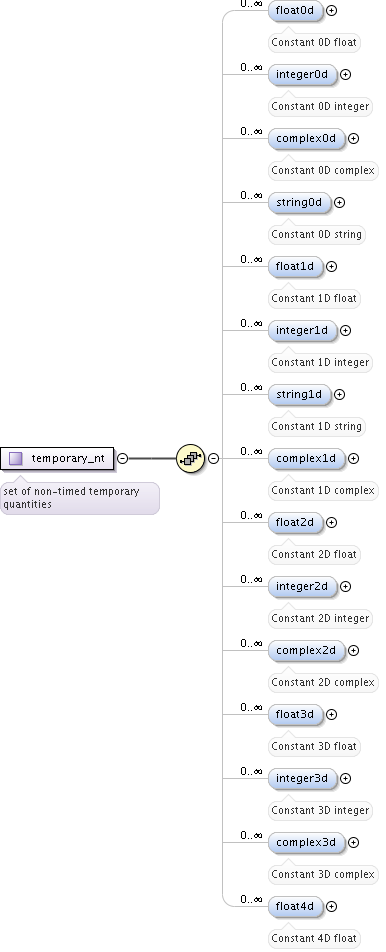 0..∞
float0d
Constant 0D float
0..∞
integer0d
Constant 0D integer
0..∞
complex0d
Constant 0D complex
0..∞
string0d
Constant 0D string
0..∞
float1d
Constant 1D float
0..∞
integer1d
Constant 1D integer
0..∞
string1d
Constant 1D string
temporary_nt
set of non-timed temporary
quantities
0..∞
complex1d
Constant 1D complex
0..∞
float2d
Constant 2D float
0..∞
integer2d
Constant 2D integer
0..∞
complex2d
Constant 2D complex
0..∞
float3d
Constant 3D float
0..∞
integer3d
Constant 3D integer
0..∞
complex3d
Constant 3D complex
0..∞
float4d
Constant 4D float